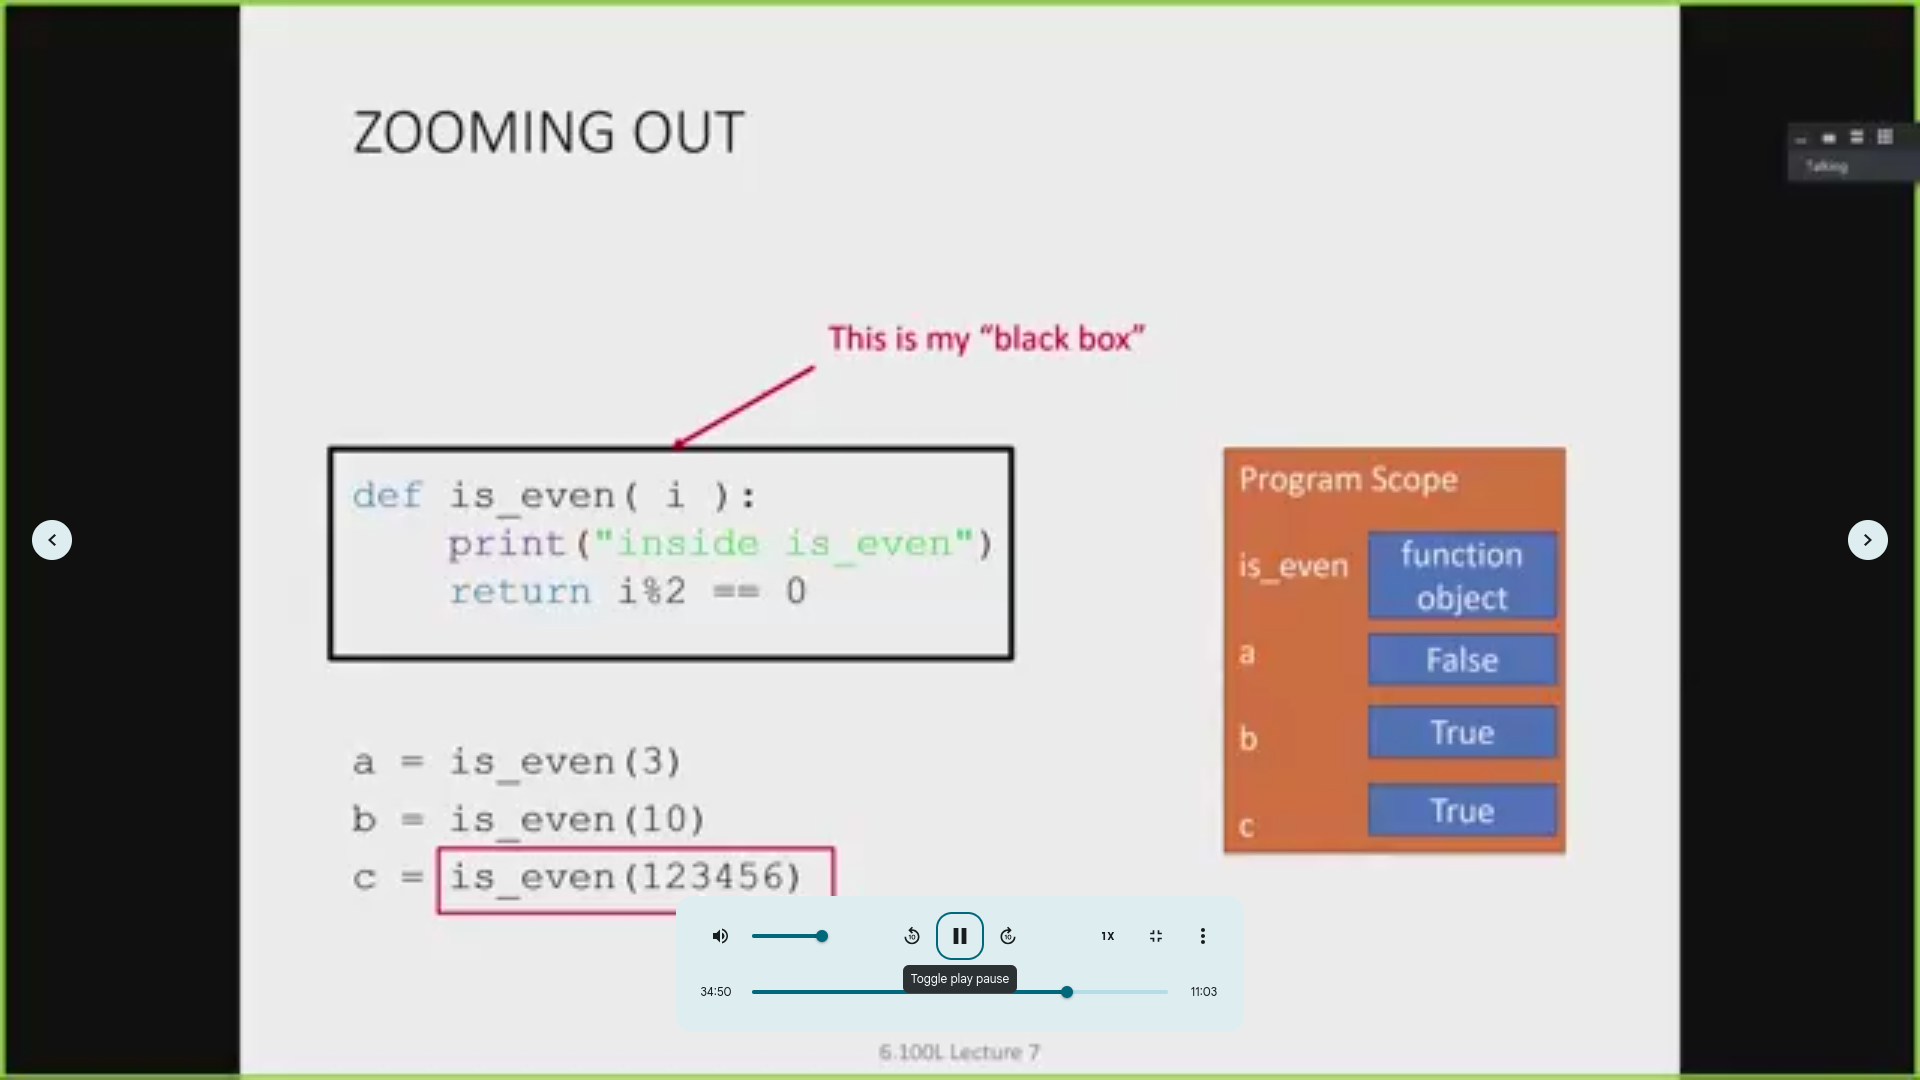 ZOOMING OUT
Talking
This is my “black box”
def is_even( i ):
    print("inside is_even")
    return i%2 == 0
Program Scope
is_even
function
object
a
False
b
True
c
True
a = is_even(3)
b = is_even(10)
c = is_even(123456)
10
10
1X
Toggle play pause
34:50
11:03
6.100L Lecture 7